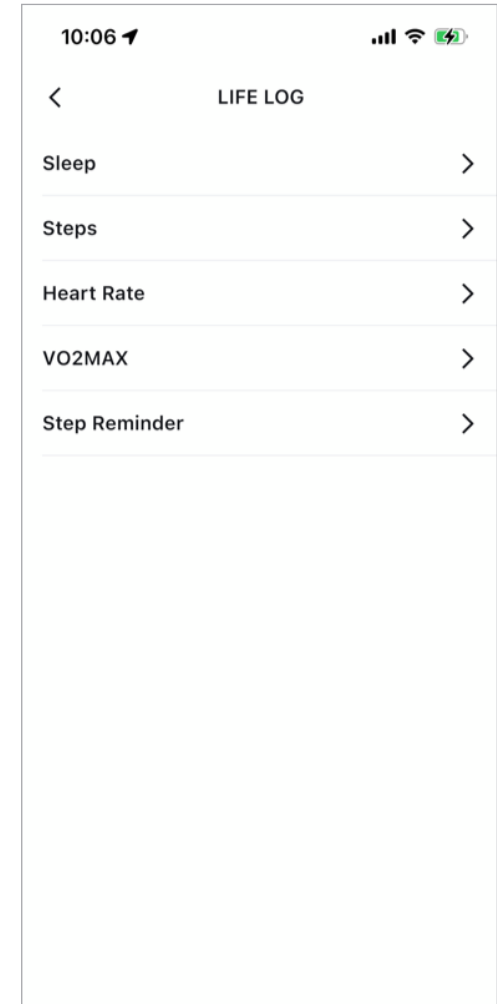 10:06
LIFE LOG
Sleep
Steps
Heart Rate
VO2MAX
Step Reminder